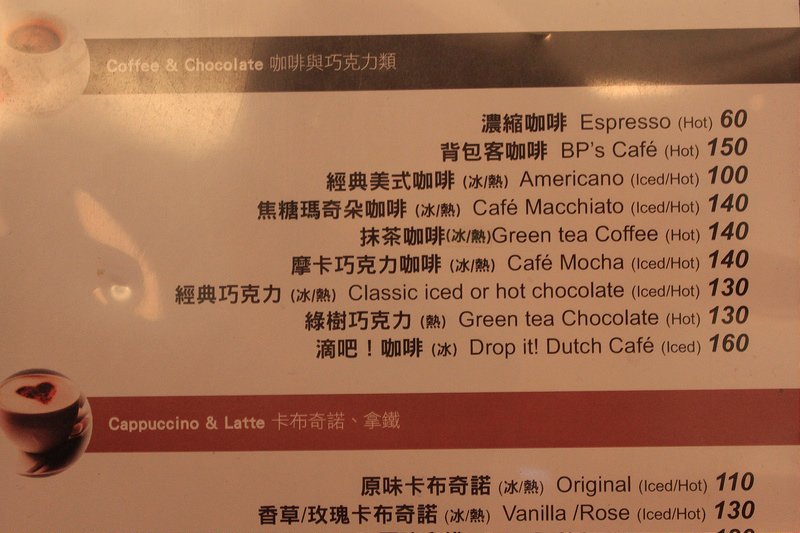 Coffee & Chocolate 咖啡與巧克力類
濃縮咖啡 Espresso (Hot) 60
背包客咖啡 BP's Café (Hot) 150
經典美式咖啡 (冰/熱) Americano (Iced/Hot) 100
焦糖瑪奇朵咖啡 (冰/熱) Café Macchiato (Iced/Hot) 140
抹茶咖啡(冰/熱)Green tea Coffee (Hot) 140
摩卡巧克力咖啡 (冰/熱) Café Mocha (Iced/Hot) 140
經典巧克力 (冰/熱) Classic iced or hot chocolate (Iced/Hot) 130
綠樹巧克力 (熱) Green tea Chocolate (Hot) 130
滴吧！咖啡 (冰) Drop it! Dutch Café (Iced) 160
Cappuccino & Latte 卡布奇諾、拿鐵
原味卡布奇諾 (冰/熱) Original (Iced/Hot) 110
香草/玫瑰卡布奇諾 (冰/熱) Vanilla /Rose (Iced/Hot) 130